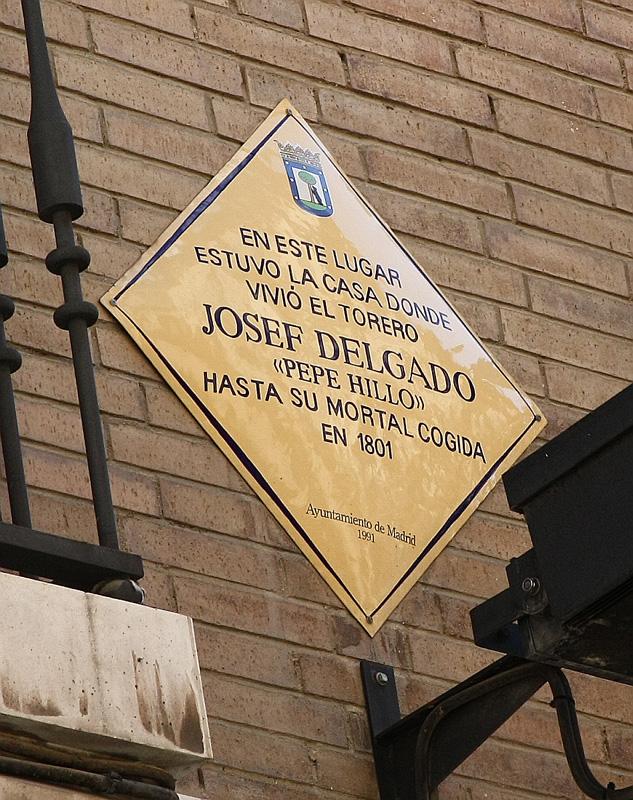 EN ESTE LUGAR
ESTUVO LA CASA DONDE
VIVIÓ EL TORERO
JOSEF DELGADO
«PEPE HILLO»
HASTA SU MORTAL COGIDA
EN 1801
Ayuntamiento de Madrid
1991